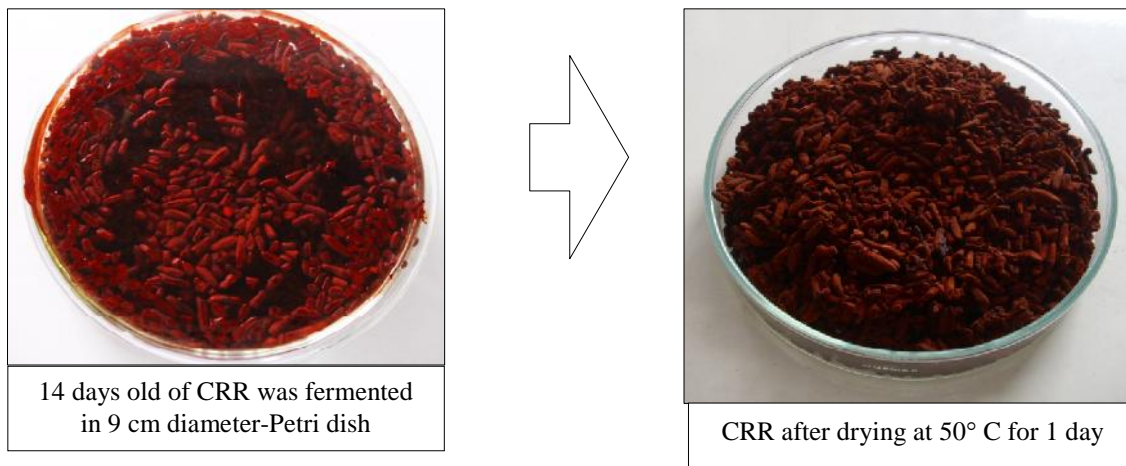 14 days old of CRR was fermented
in 9 cm diameter-Petri dish
CRR after drying at 50° C for 1 day